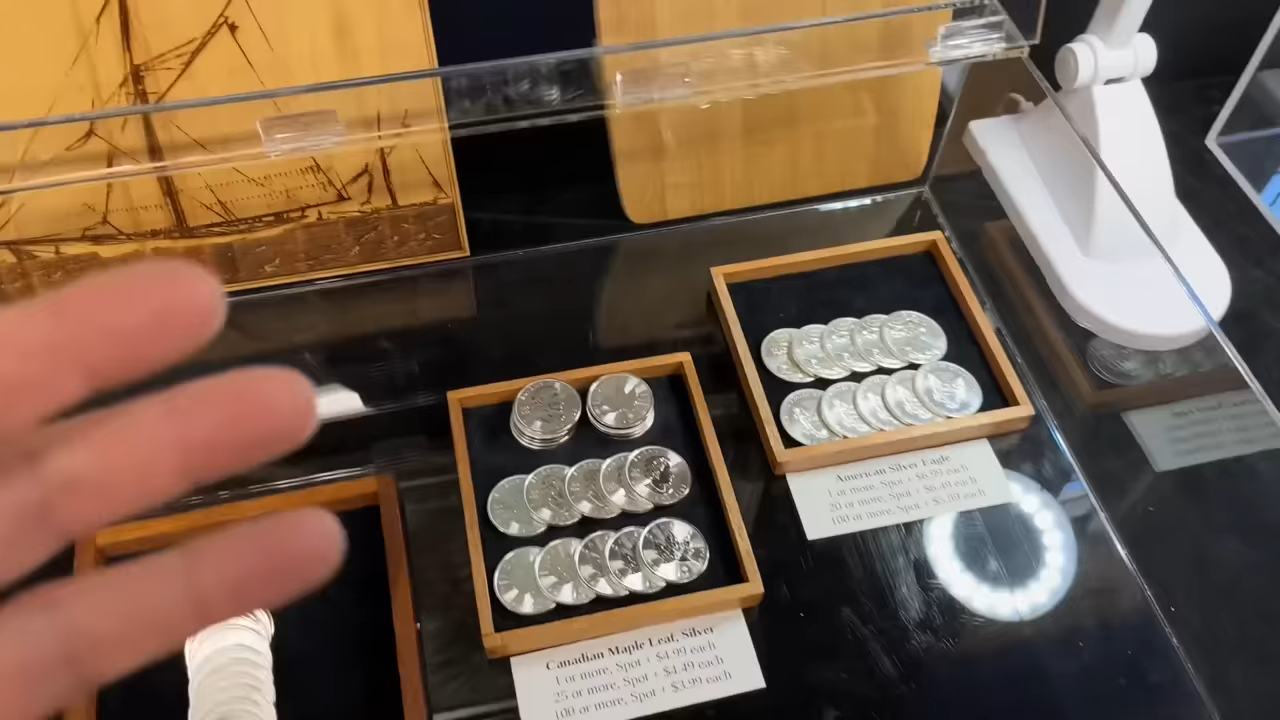 American Silver Eagle
1 or more, Spot + $6.99 each
20 or more, Spot + $6.49 each
100 or more, Spot + $5.89 each
Canadian Maple Leaf, Silver
1 or more, Spot + $4.99 each
25 or more, Spot + $4.49 each
100 or more, Spot + $3.99 each